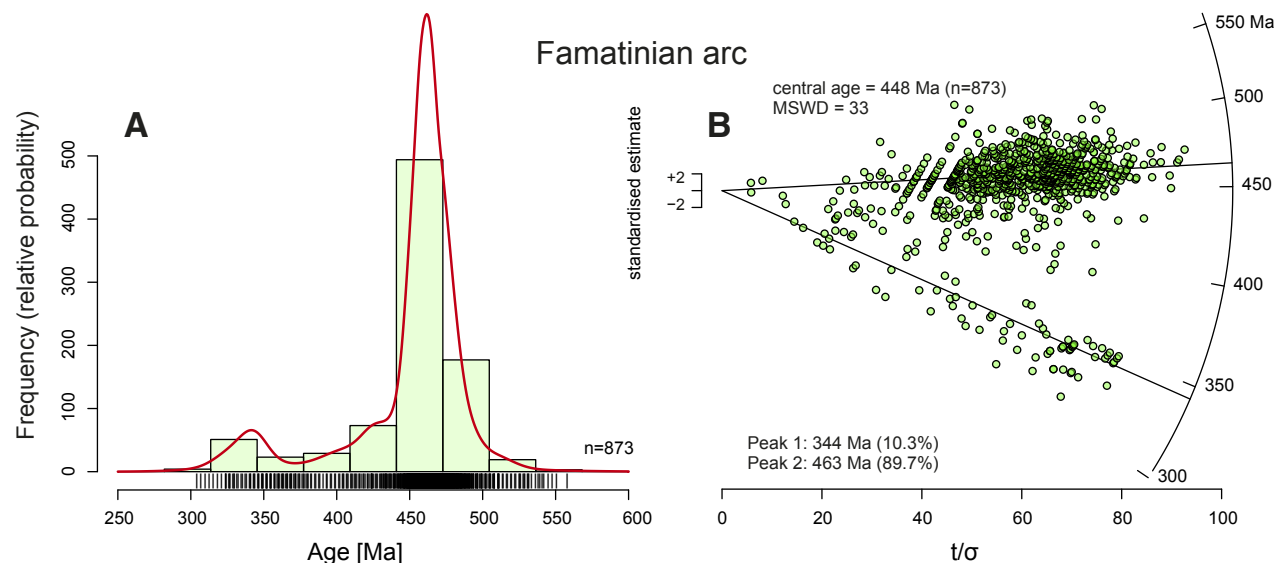 Famatinian arc
A
Frequency (relative probability)
500
400
300
200
100
0
n=873
250 300 350 400 450 500 550 600
Age [Ma]
B
central age = 448 Ma (n=873)
MSWD = 33
standardised estimate
+2
−2
550 Ma
500
450
400
350
300
Peak 1: 344 Ma (10.3%)
Peak 2: 463 Ma (89.7%)
0 20 40 60 80 100
t/σ